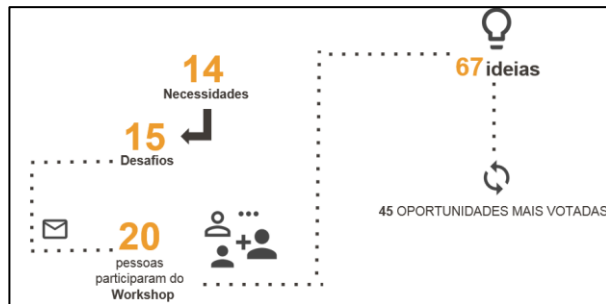 14
Necessidades
15
Desafios
20
pessoas
participaram do
Workshop
67 ideias
45 OPORTUNIDADES MAIS VOTADAS